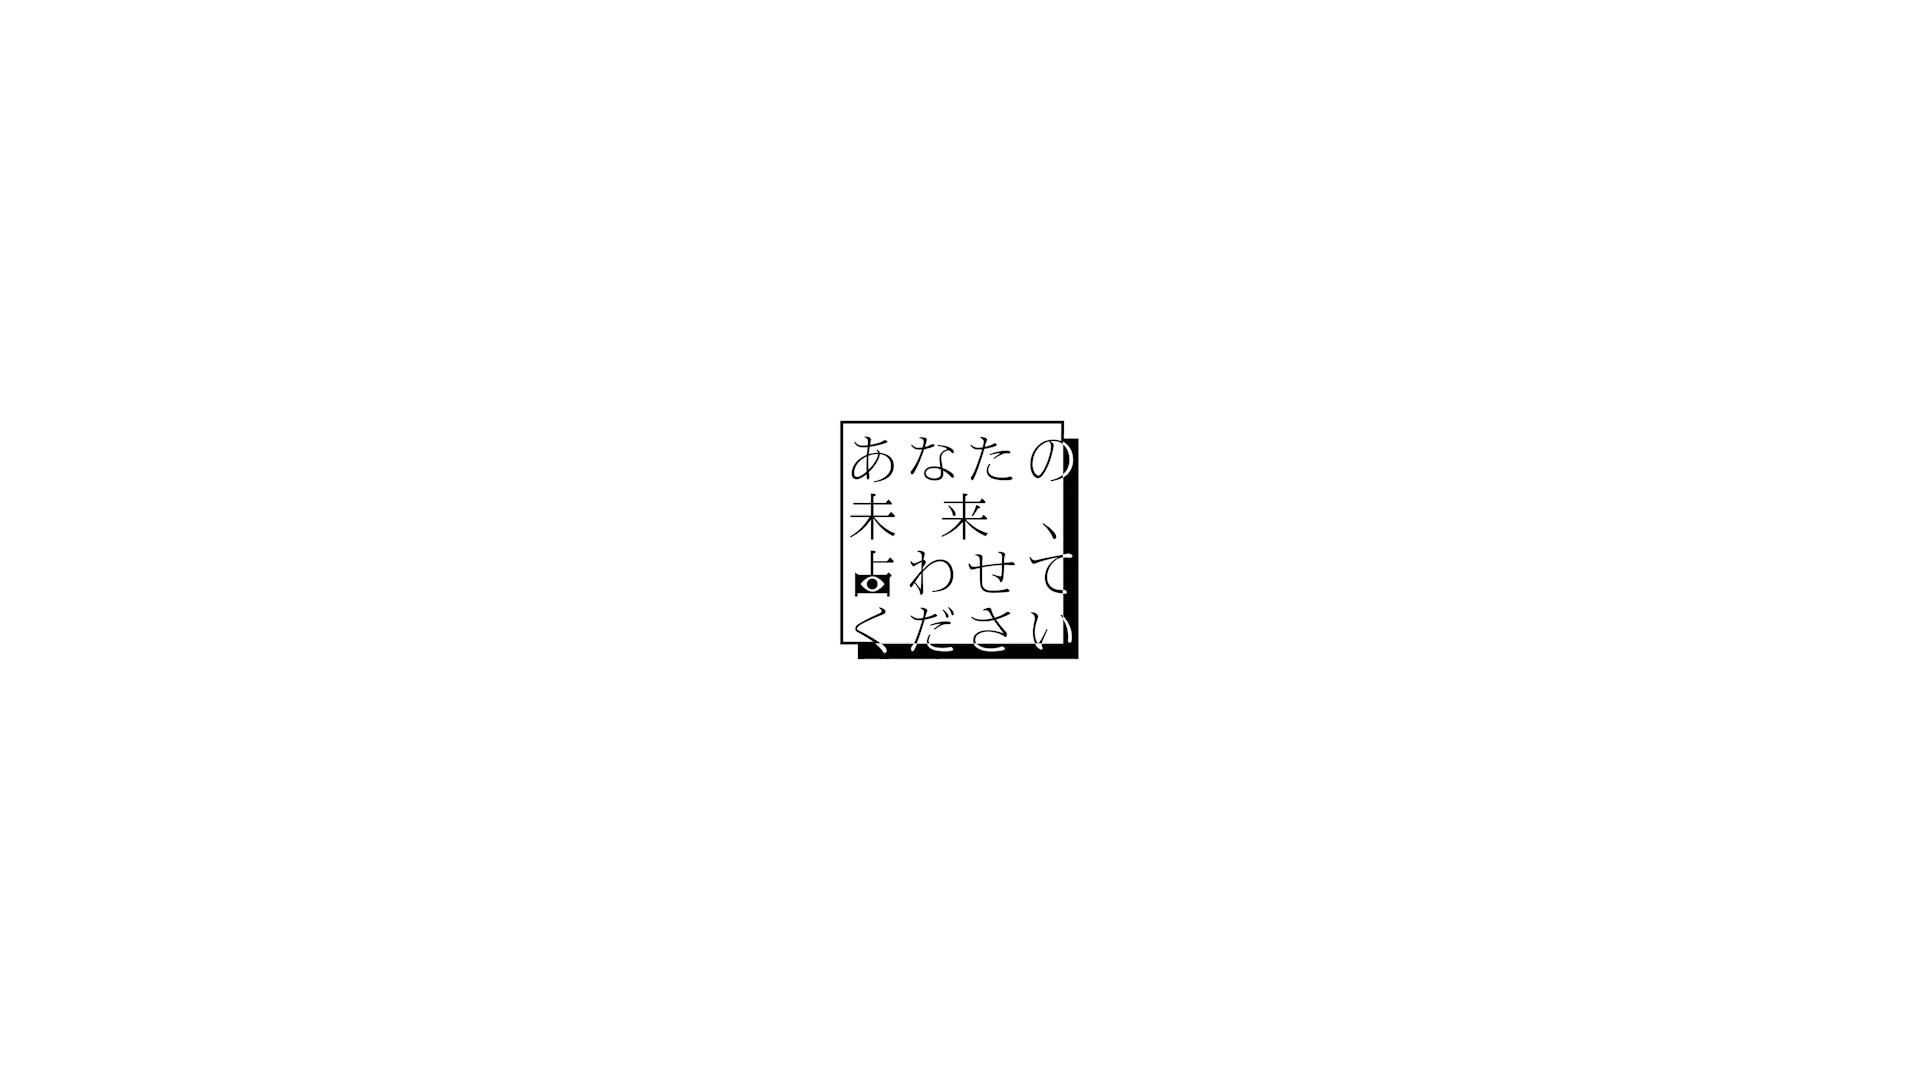 あなたの
未来、
占わせて
ください